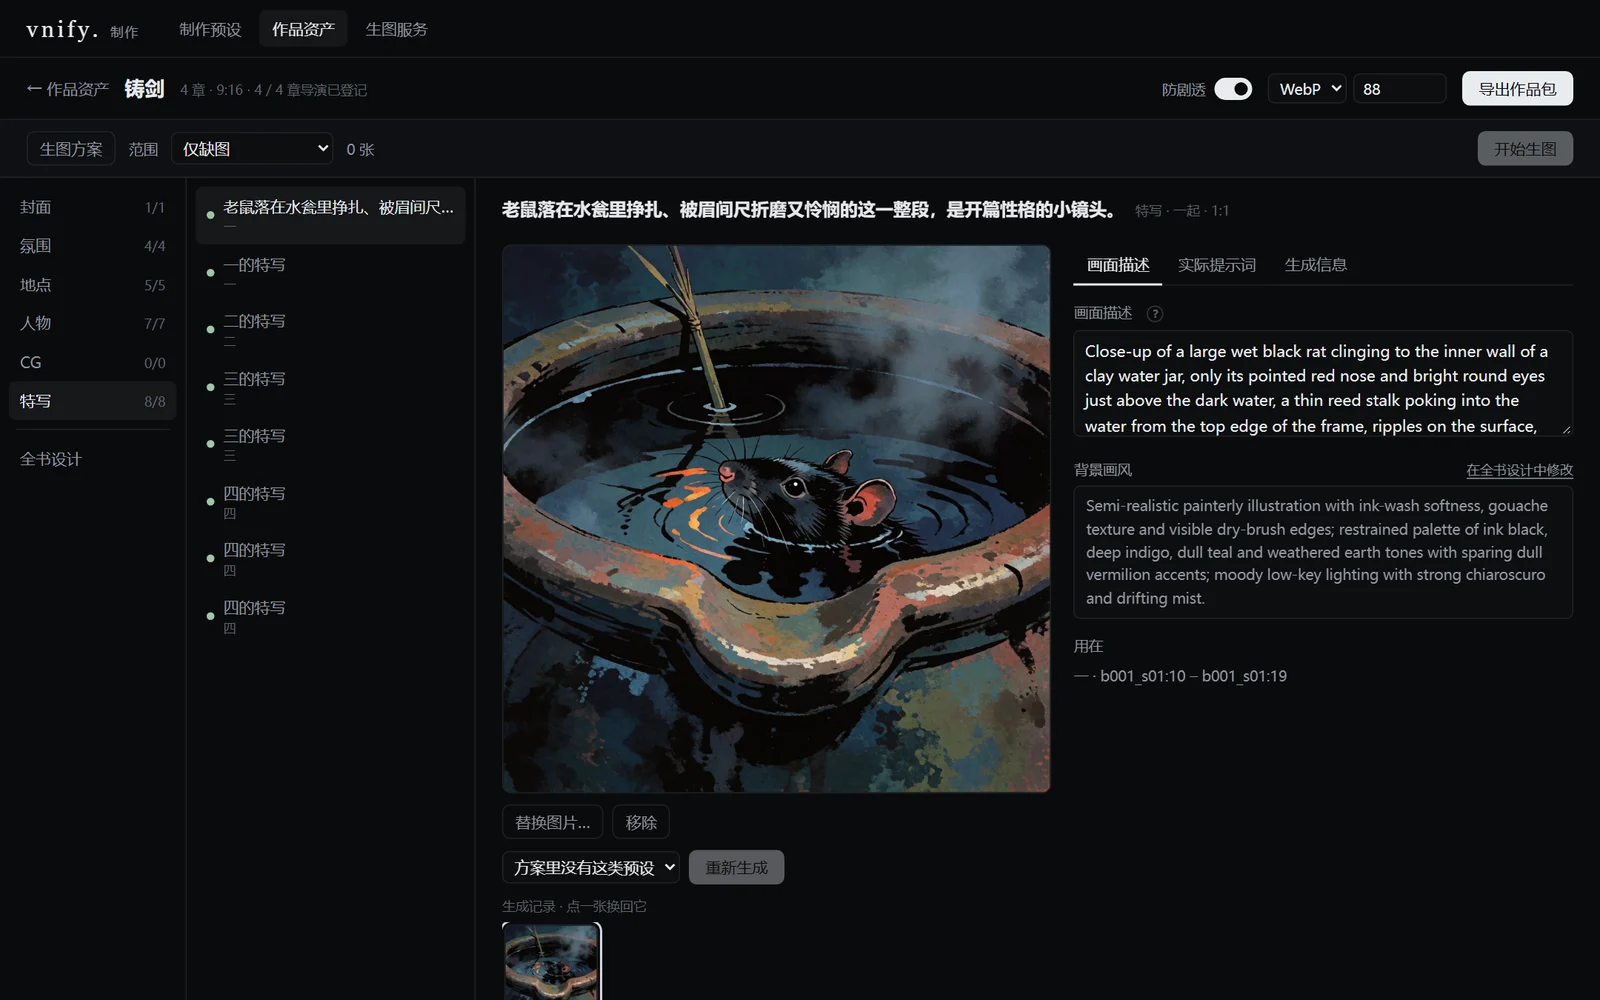 vnify. 制作
制作预设
作品资产
生图服务
← 作品资产
铸剑
4 章 · 9:16 · 4 / 4 章导演已登记
防剧透
WebP
88
导出作品包
生图方案
范围
仅缺图
0 张
开始生图
封面 1/1
氛围 4/4
地点 5/5
人物 7/7
CG 0/0
特写 8/8
全书设计
老鼠落在水瓮里挣扎、被眉间尺...
一
一的特写
一
二的特写
二
三的特写
三
三的特写
三
四的特写
四
四的特写
四
四的特写
四
老鼠落在水瓮里挣扎、被眉间尺折磨又怜悯的这一整段，是开篇性格的小镜头。
特写 · 一起 · 1:1
替换图片...
移除
方案里没有这类预设
重新生成
生成记录 · 点一张换回它
画面描述
实际提示词
生成信息
画面描述 ?
Close-up of a large wet black rat clinging to the inner wall of a
clay water jar, only its pointed red nose and bright round eyes
just above the dark water, a thin reed stalk poking into the
water from the top edge of the frame, ripples on the surface,
背景画风
在全书设计中修改
Semi-realistic painterly illustration with ink-wash softness, gouache
texture and visible dry-brush edges; restrained palette of ink black,
deep indigo, dull teal and weathered earth tones with sparing dull
vermilion accents; moody low-key lighting with strong chiaroscuro
and drifting mist.
用在
一 · b001_s01:10 – b001_s01:19